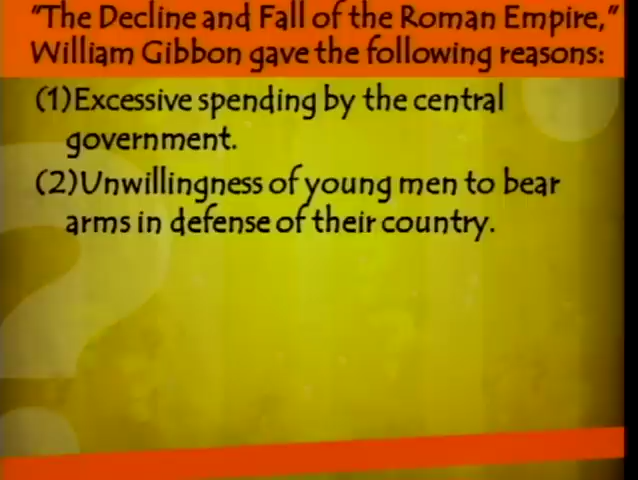 "The Decline and Fall of the Roman Empire,"
William Gibbon gave the following reasons:
(1)Excessive spending by the central
government.
(2)Unwillingness of young men to bear
arms in defense of their country.